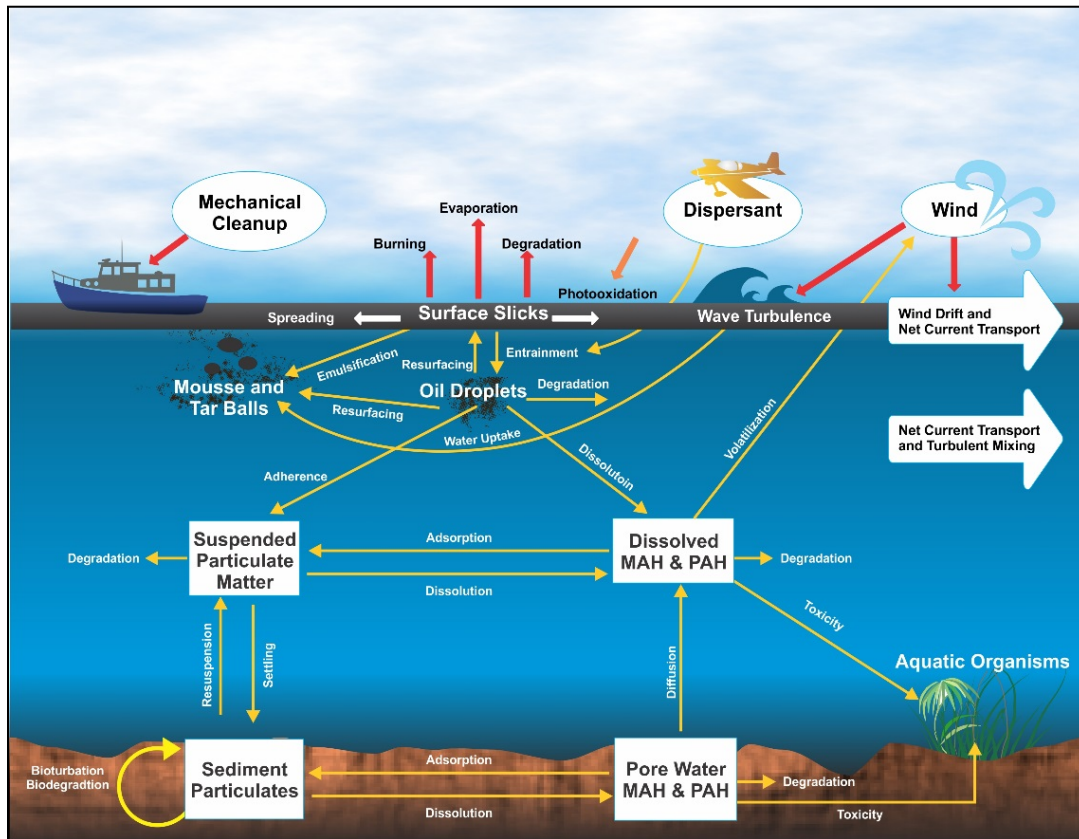 Mechanical
Cleanup
Dispersant
Wind
Evaporation
Burning
Degradation
Photooxidation
Spreading
Surface Slicks
Wave Turbulence
Wind Drift and
Net Current Transport
Emulsification
Resurfacing
Entrainment
Mousse and
Tar Balls
Oil Droplets
Degradation
Resurfacing
Water Uptake
Volatilization
Net Current Transport
and Turbulent Mixing
Adherence
Dissolutoin
Suspended
Particulate
Matter
Degradation
Adsorption
Dissolution
Dissolved
MAH & PAH
Degradation
Toxicity
Resuspension
Settling
Diffusion
Aquatic Organisms
Bioturbation
Biodegradtion
Sediment
Particulates
Adsorption
Dissolution
Pore Water
MAH & PAH
Degradation
Toxicity